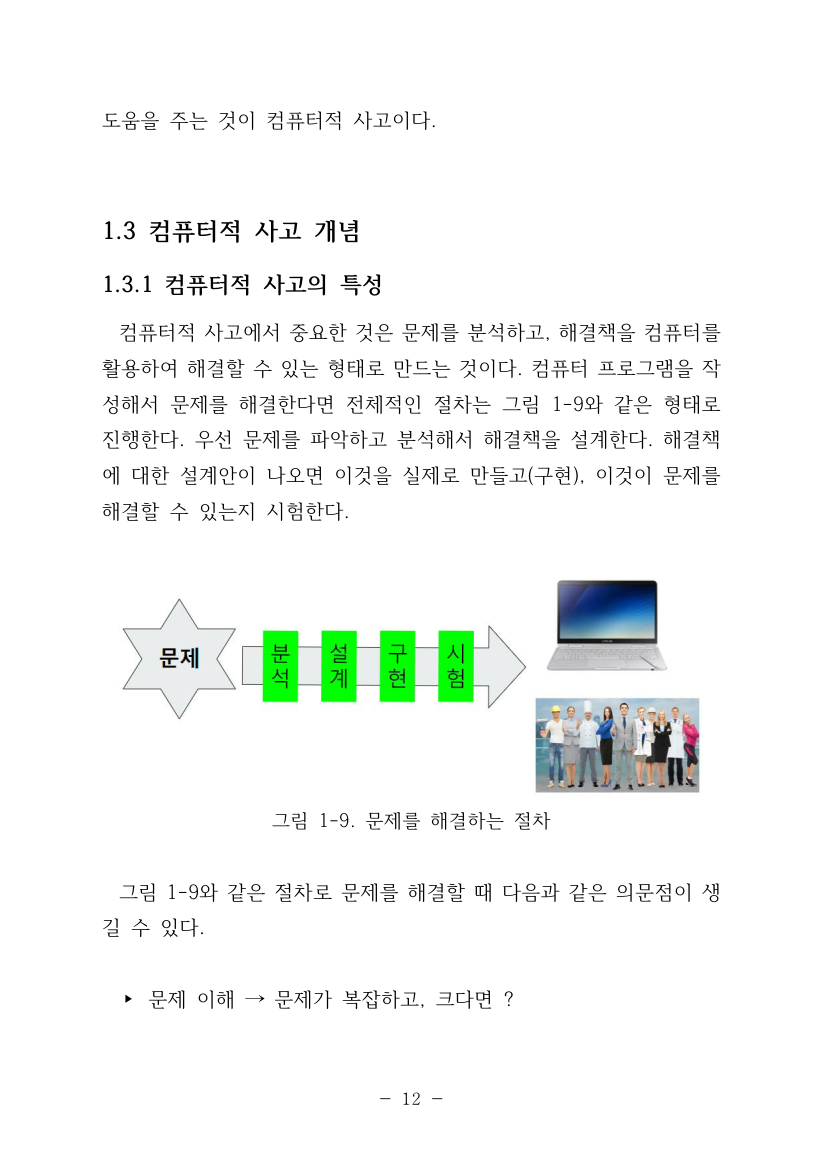 도움을 주는 것이 컴퓨터적 사고이다.
1.3 컴퓨터적 사고 개념
1.3.1 컴퓨터적 사고의 특성
컴퓨터적 사고에서 중요한 것은 문제를 분석하고, 해결책을 컴퓨터를
활용하여 해결할 수 있는 형태로 만드는 것이다. 컴퓨터 프로그램을 작
성해서 문제를 해결한다면 전체적인 절차는 그림 1-9와 같은 형태로
진행한다. 우선 문제를 파악하고 분석해서 해결책을 설계한다. 해결책
에 대한 설계안이 나오면 이것을 실제로 만들고(구현), 이것이 문제를
해결할 수 있는지 시험한다.
문제
분석
설계
구현
시험
그림 1-9. 문제를 해결하는 절차
그림 1-9와 같은 절차로 문제를 해결할 때 다음과 같은 의문점이 생
길 수 있다.
▶ 문제 이해 → 문제가 복잡하고, 크다면 ?
- 12 -